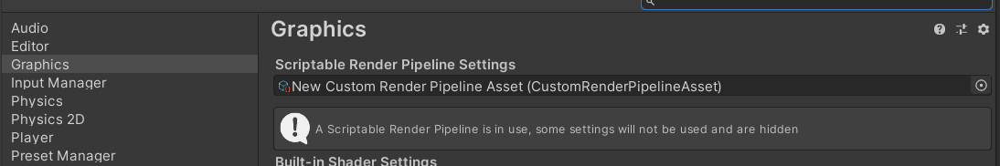 Graphics
Audio
Editor
Graphics
Input Manager
Physics
Physics 2D
Player
Preset Manager
Scriptable Render Pipeline Settings
New Custom Render Pipeline Asset (CustomRenderPipelineAsset)
A Scriptable Render Pipeline is in use, some settings will not be used and are hidden
Built-in Shader Settings